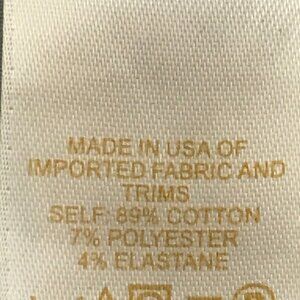 MADE IN USA OF
IMPORTED FABRIC AND
TRIMS
SELF: 89% COTTON
7% POLYESTER
4% ELASTANE